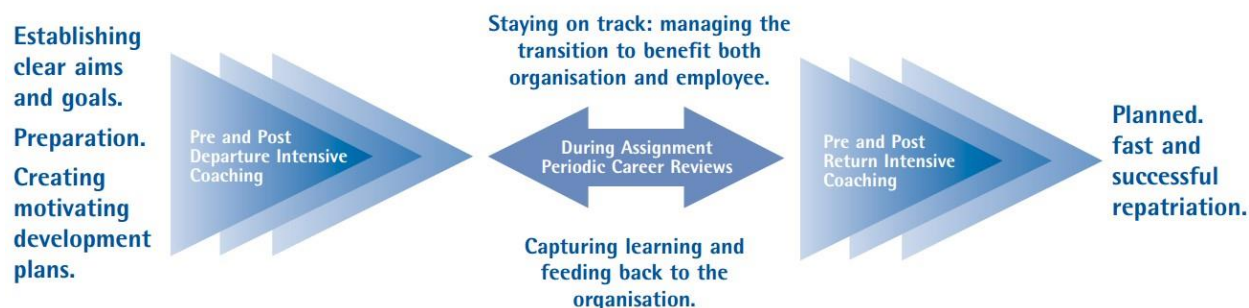 Establishing
clear aims
and goals.
Preparation.
Creating
motivating
development
plans.
Pre and Post
Departure Intensive
Coaching
Staying on track: managing the
transition to benefit both
organisation and employee.
During Assignment
Periodic Career Reviews
Capturing learning and
feeding back to the
organisation.
Pre and Post
Return Intensive
Coaching
Planned.
fast and
successful
repatriation.